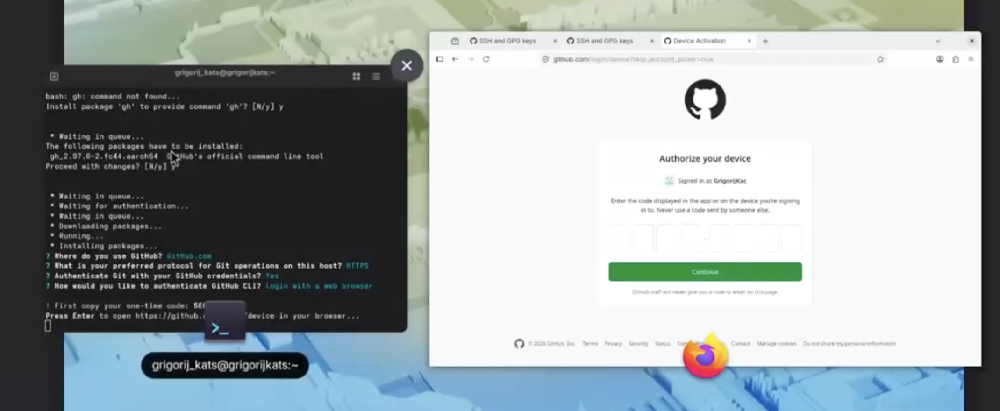 grigorij_kats@grigorijkats:~
bash: gh: command not found...
Install package 'gh' to provide command 'gh'? [N/y] y
* Waiting in queue...
The following packages have to be installed:
gh_2.97.0-2.fc44.aarch64 GitHub's official command line tool
Proceed with changes? [N/y] y
* Waiting in queue...
* Waiting for authentication...
* Waiting in queue...
* Downloading packages...
* Running...
* Installing packages...
? Where do you use GitHub? GitHub.com
? What is your preferred protocol for Git operations on this host? HTTPS
? Authenticate Git with your GitHub credentials? Yes
? How would you like to authenticate GitHub CLI? Login with a web browser
! First copy your one-time code:
Press Enter to open https://github. /device in your browser...
>_
grigorij_kats@grigorijkats:~
SSH and GPG keys
SSH and GPG keys
Device Activation
github.com/login/device?skip_account_picker=true
Authorize your device
Signed in as GrigorijKac
Enter the code displayed in the app or on the device you're signing
in to. Never use a code sent by someone else.
-
Continue
GitHub staff will never give you a code to enter on this page.
© 2026 GitHub, Inc. Terms Privacy Security Status Contact Manage cookies Do not share my personal information